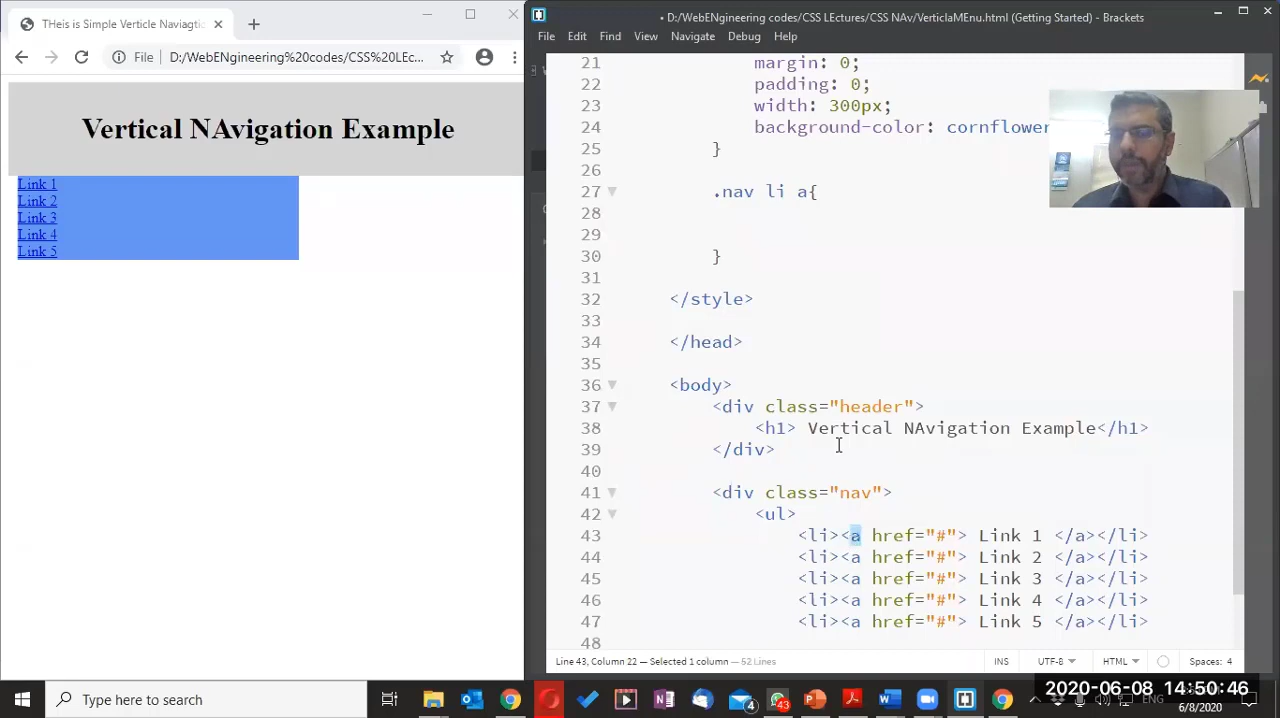 THeis is Simple Verticle Naviagtic
File D:/WebENgineering%20codes/CSS%20LEc...
Vertical NAvigation Example
Link 1
Link 2
Link 3
Link 4
Link 5
• D:/WebENgineering codes/CSS LEctures/CSS NAv/VerticlaMEnu.html (Getting Started) - Brackets
File Edit Find View Navigate Debug Help
21 margin: 0;
22 padding: 0;
23 width: 300px;
24 background-color: cornflower
25 }
26
27 .nav li a{
28
29
30 }
31
32 </style>
33
34 </head>
35
36 <body>
37 <div class="header">
38 <h1> Vertical NAvigation Example</h1>
39 </div>
40
41 <div class="nav">
42 <ul>
43 <li><a href="#"> Link 1 </a></li>
44 <li><a href="#"> Link 2 </a></li>
45 <li><a href="#"> Link 3 </a></li>
46 <li><a href="#"> Link 4 </a></li>
47 <li><a href="#"> Link 5 </a></li>
48
Line 43, Column 22 — Selected 1 column — 52 Lines INS UTF-8 HTML Spaces: 4
Type here to search
4
43
ENG
2020-06-08 14:50:46
6/8/2020